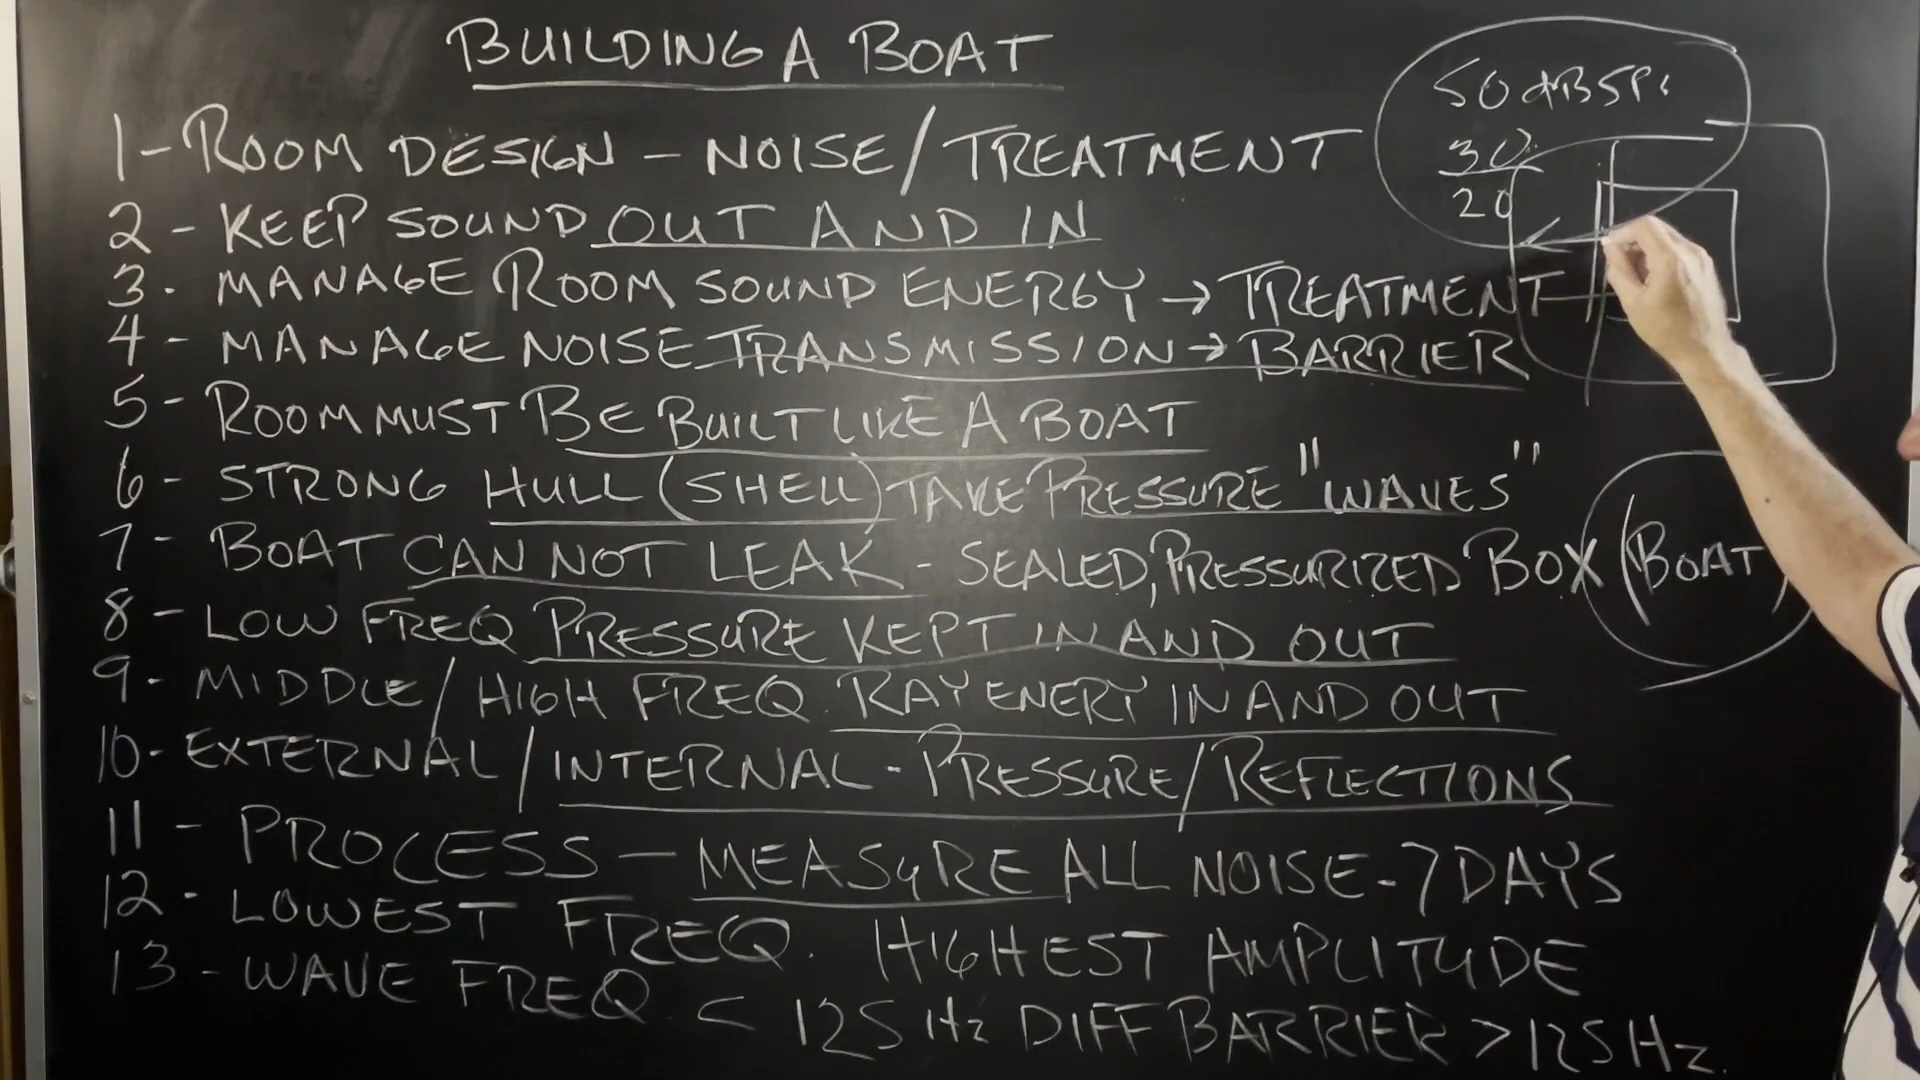 BUILDING A BOAT
1 - ROOM DESIGN - NOISE/TREATMENT
2 - KEEP SOUND OUT AND IN
3 - MANAGE ROOM SOUND ENERGY → TREATMENT
4 - MANAGE NOISE TRANSMISSION → BARRIER
5 - ROOM MUST BE BUILT LIKE A BOAT
6 - STRONG HULL (SHELL) TAKE PRESSURE "WAVES"
7 - BOAT CAN NOT LEAK - SEALED, PRESSURIZED BOX (BOAT)
8 - LOW FREQ PRESSURE KEPT IN AND OUT
9 - MIDDLE/HIGH FREQ. RAY ENERY IN AND OUT
10 - EXTERNAL/INTERNAL - PRESSURE/REFLECTIONS
11 - PROCESS - MEASURE ALL NOISE - 7 DAYS
12 - LOWEST FREQ. HIGHEST AMPLITUDE
13 - WAVE FREQ. < 125 Hz DIFF BARRIER > 125 Hz.
50 dBSPL
30
20